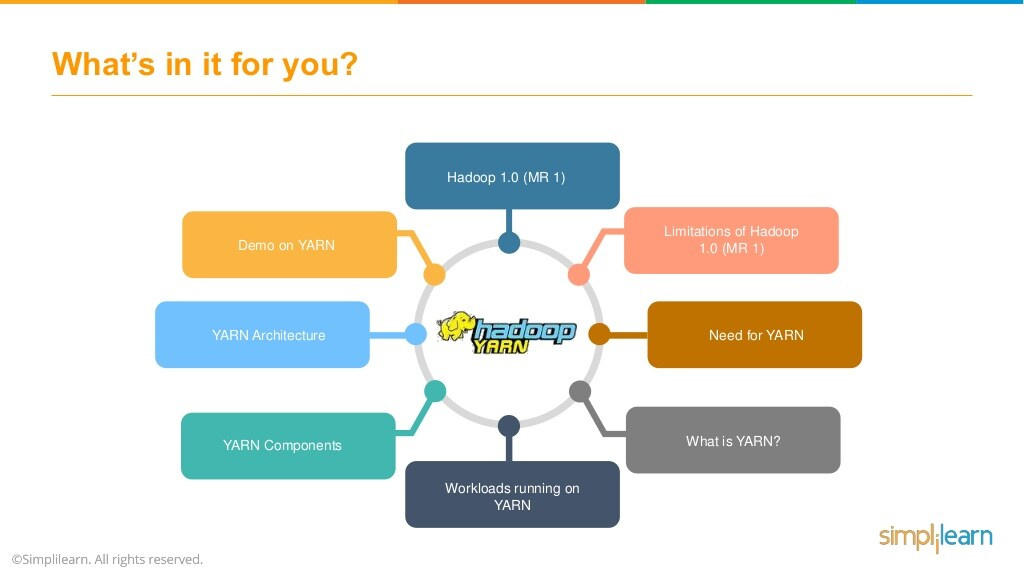 What’s in it for you?
Hadoop 1.0 (MR 1)
Limitations of Hadoop
1.0 (MR 1)
Need for YARN
What is YARN?
Workloads running on
YARN
YARN Components
YARN Architecture
Demo on YARN
hadoop
YARN
simplilearn
©Simplilearn. All rights reserved.